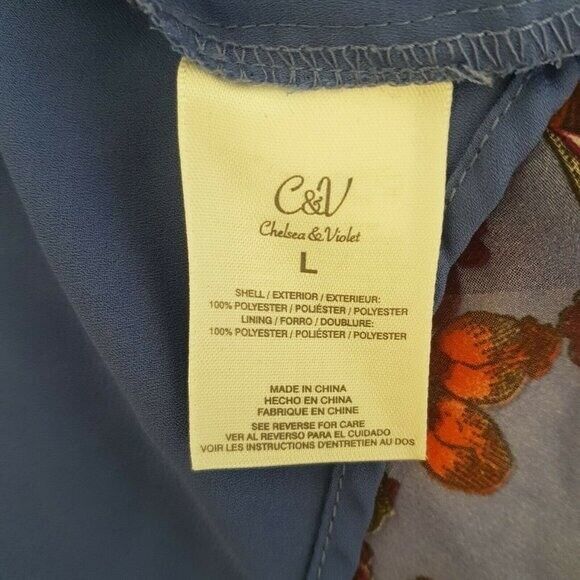 C&V
Chelsea & Violet
L
SHELL / EXTERIOR / EXTERIEUR:
100% POLYESTER / POLIÉSTER / POLYESTER
LINING / FORRO / DOUBLURE:
100% POLYESTER / POLIÉSTER / POLYESTER
MADE IN CHINA
HECHO EN CHINA
FABRIQUE EN CHINE
SEE REVERSE FOR CARE
VER AL REVERSO PARA EL CUIDADO
VOIR LES INSTRUCTIONS D'ENTRETIEN AU DOS